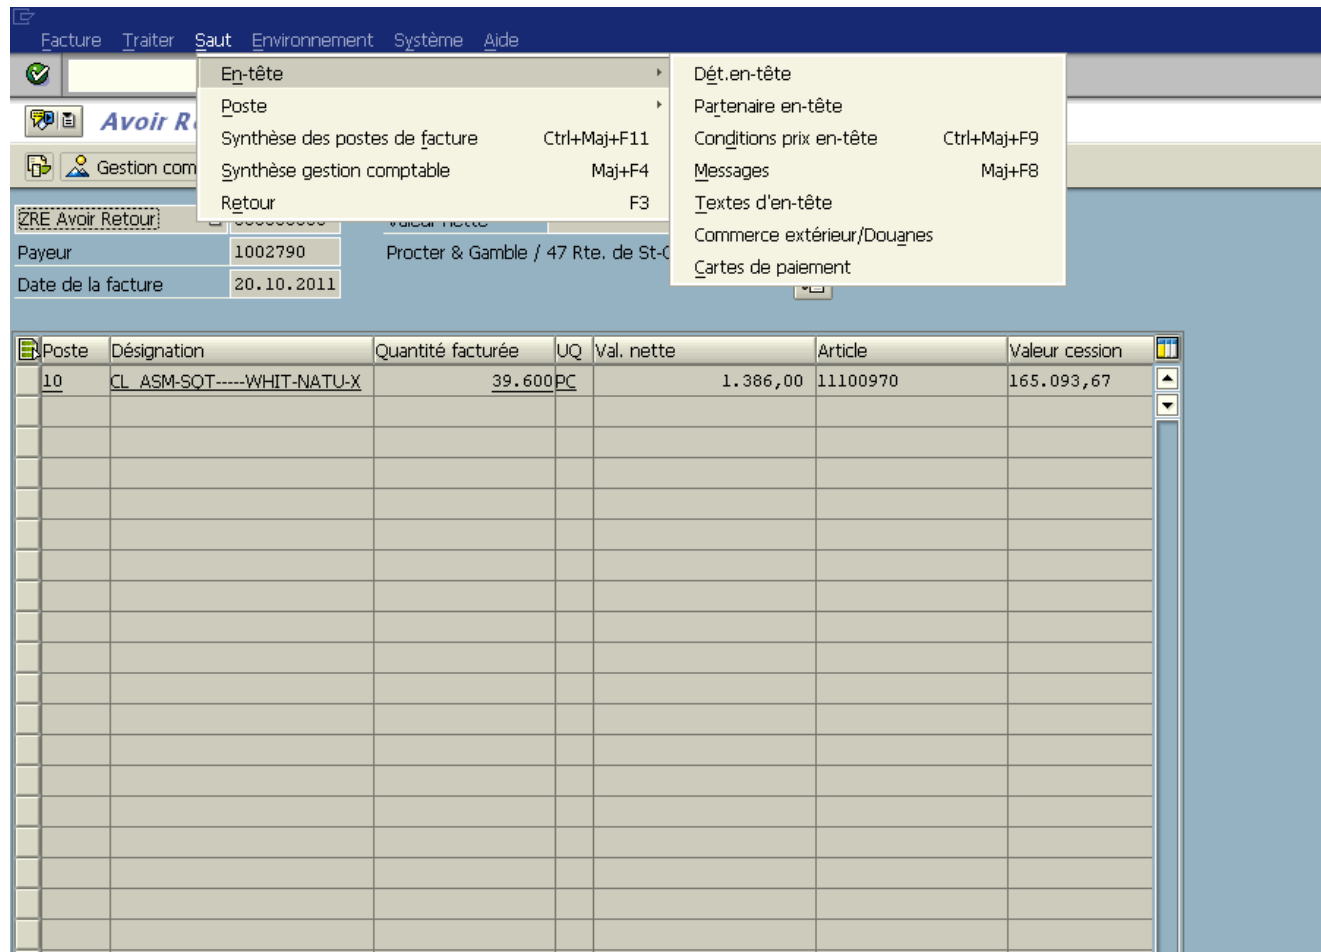 Facture Traiter Saut Environnement Système Aide
En-tête
Poste
Synthèse des postes de facture Ctrl+Maj+F11
Synthèse gestion comptable Maj+F4
Retour F3
Dét.en-tête
Partenaire en-tête
Conditions prix en-tête Ctrl+Maj+F9
Messages Maj+F8
Textes d'en-tête
Commerce extérieur/Douanes
Cartes de paiement
Avoir R
Gestion com
ZRE Avoir Retour
Payeur 1002790 Procter & Gamble / 47 Rte. de St-
Date de la facture 20.10.2011
Poste Désignation Quantité facturée UQ Val. nette Article Valeur cession
10 CL_ASM-SQT-----WHIT-NATU-X 39.600 PC 1.386,00 11100970 165.093,67